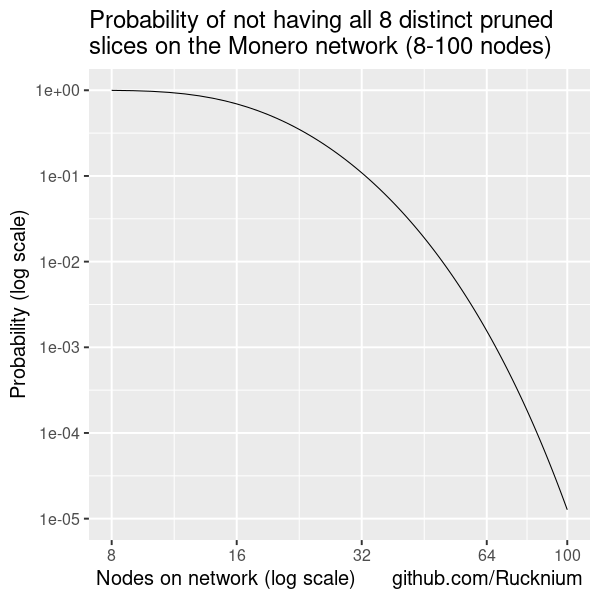 Probability of not having all 8 distinct pruned
slices on the Monero network (8-100 nodes)
Probability (log scale)
1e+00
1e-01
1e-02
1e-03
1e-04
1e-05
8 16 32 64 100
Nodes on network (log scale) github.com/Rucknium